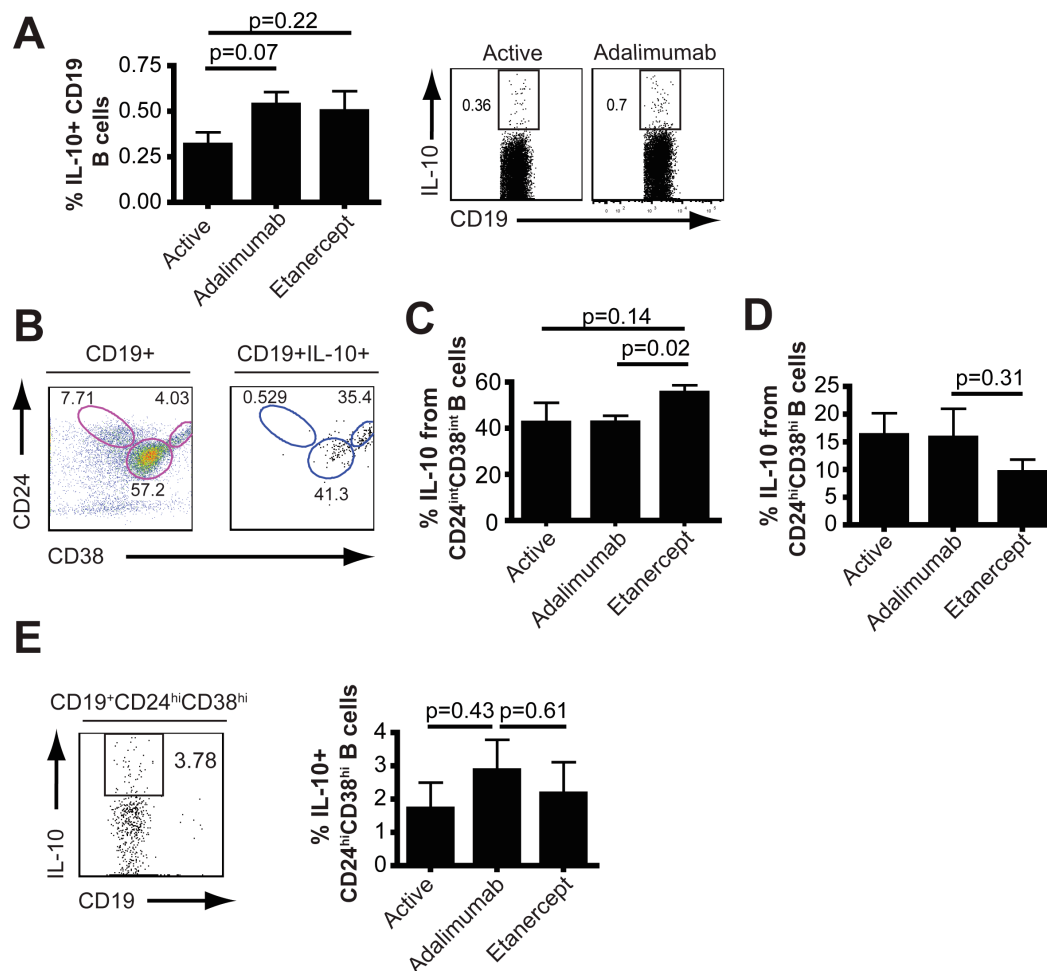 A
p=0.22
p=0.07
% IL-10+ CD19
B cells
0.75
0.50
0.25
0.00
Active
Adalimumab
Etanercept
Active
Adalimumab
0.36
0.7
IL-10
CD19
0 10² 10³ 10⁴ 10⁵
B
CD19+
CD19+IL-10+
7.71
4.03
57.2
0.529
35.4
41.3
CD24
CD38
C
p=0.14
p=0.02
% IL-10 from
CD24ⁱⁿᵗCD38ⁱⁿᵗ B cells
60
40
20
0
Active
Adalimumab
Etanercept
D
p=0.31
% IL-10 from
CD24ʰⁱCD38ʰⁱ B cells
25
20
15
10
5
0
Active
Adalimumab
Etanercept
E
CD19⁺CD24ʰⁱCD38ʰⁱ
3.78
IL-10
CD19
p=0.43 p=0.61
% IL-10+
CD24ʰⁱCD38ʰⁱ B cells
4
3
2
1
0
Active
Adalimumab
Etanercept